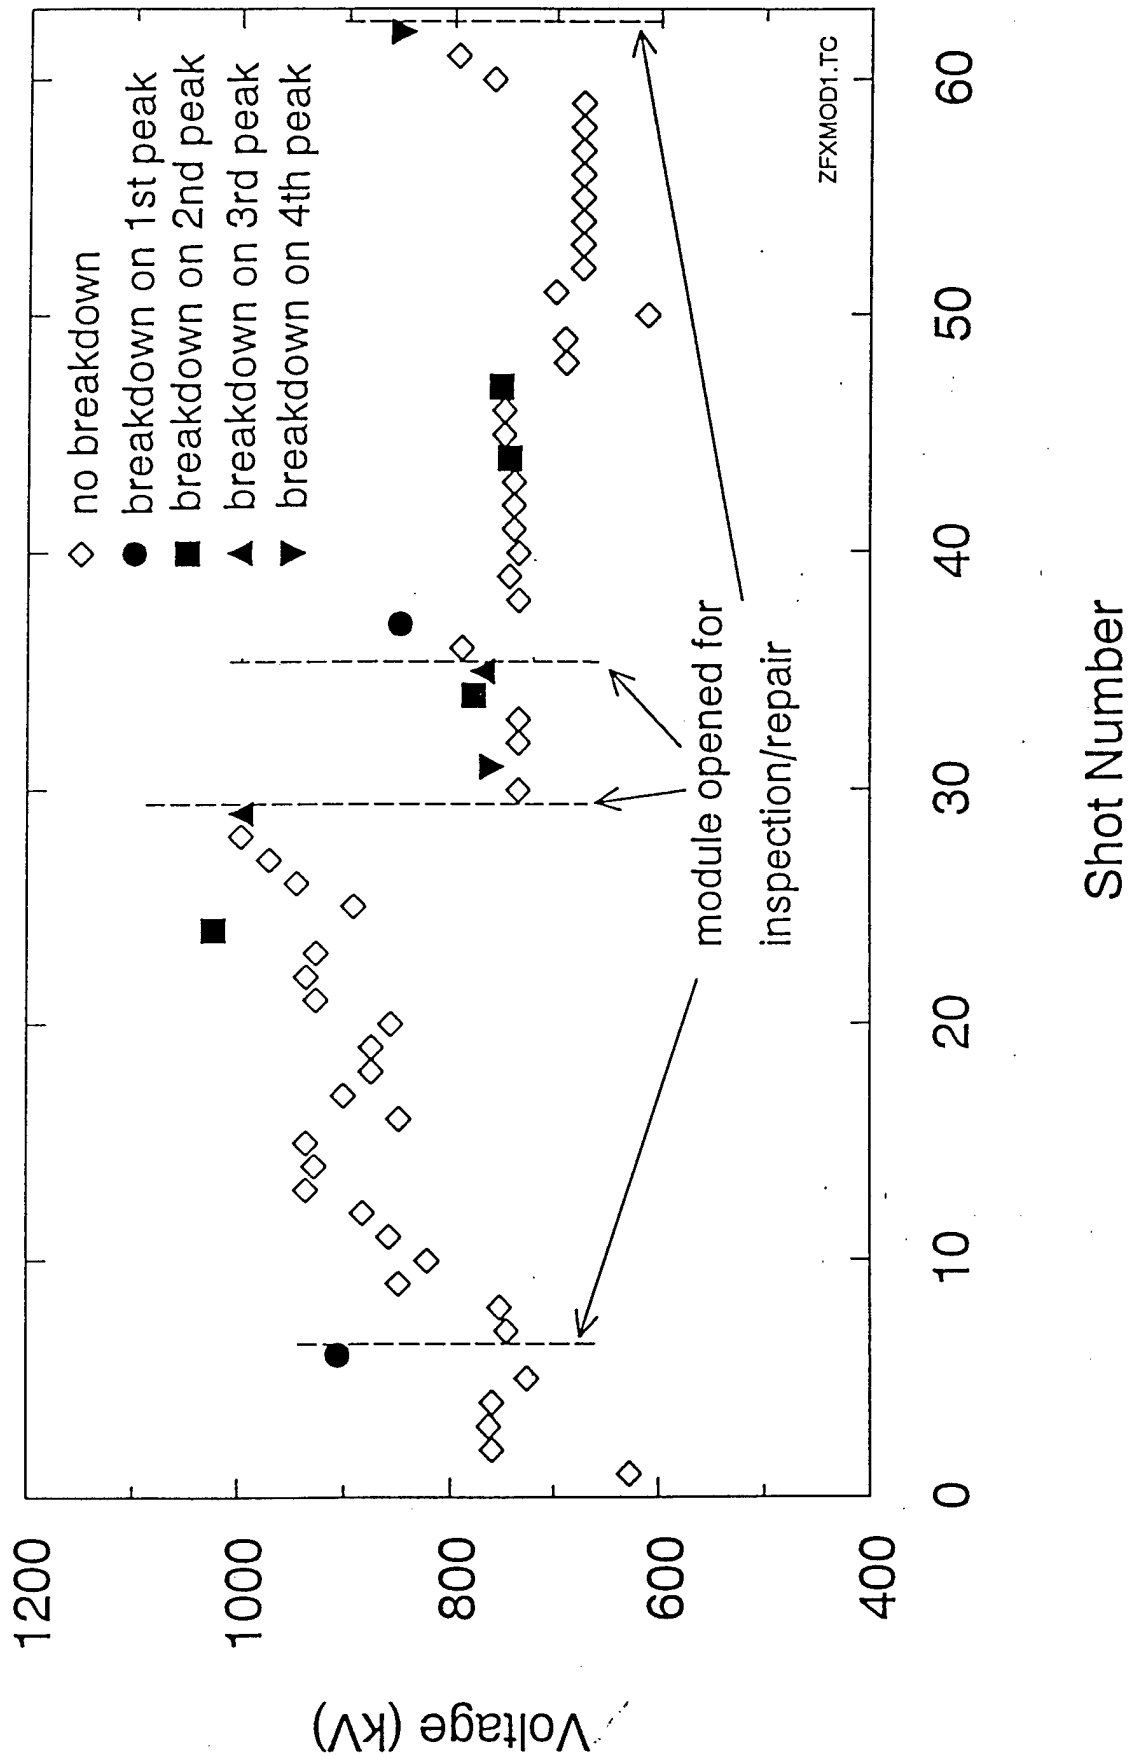 1200
1000
800
600
400
Voltage (kV)
no breakdown
breakdown on 1st peak
breakdown on 2nd peak
breakdown on 3rd peak
breakdown on 4th peak
module opened for
inspection/repair
ZFXMOD1.TC
0
10
20
30
40
50
60
Shot Number